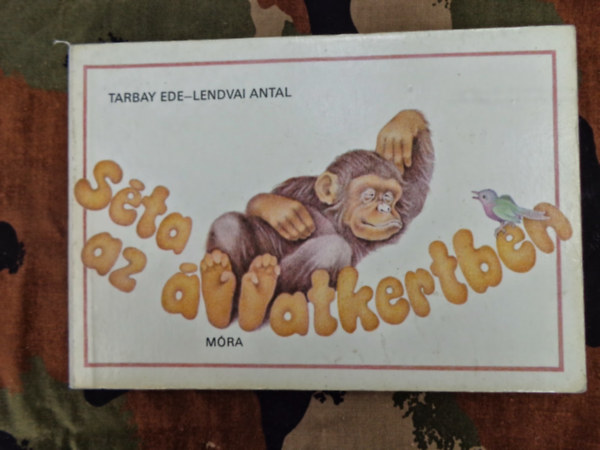 TARBAY EDE–LENDVAI ANTAL
Séta
az állatkertben
MÓRA